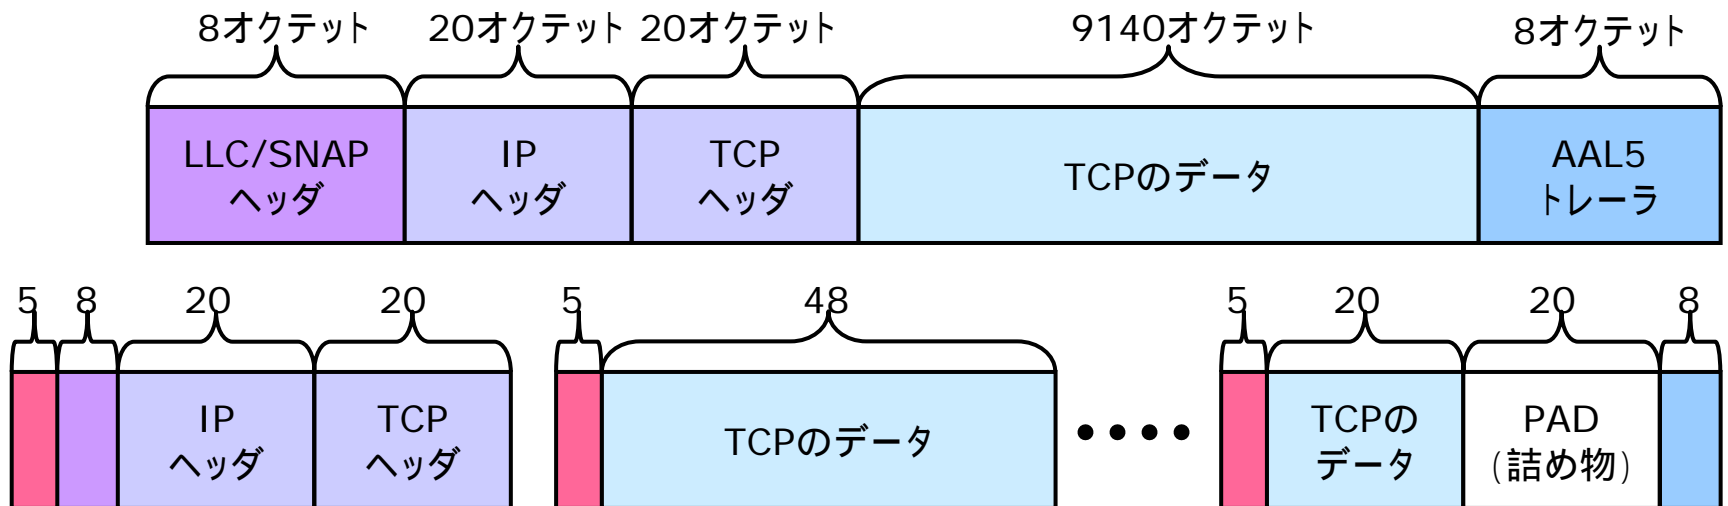 8オクテット 20オクテット 20オクテット 9140オクテット 8オクテット
LLC/SNAP
ヘッダ
IP
ヘッダ
TCP
ヘッダ
TCPのデータ
AAL5
トレーラ
5 8 20 20 5 48 5 20 20 8
IP
ヘッダ
TCP
ヘッダ
TCPのデータ
••••
TCPの
データ
PAD
(詰め物)